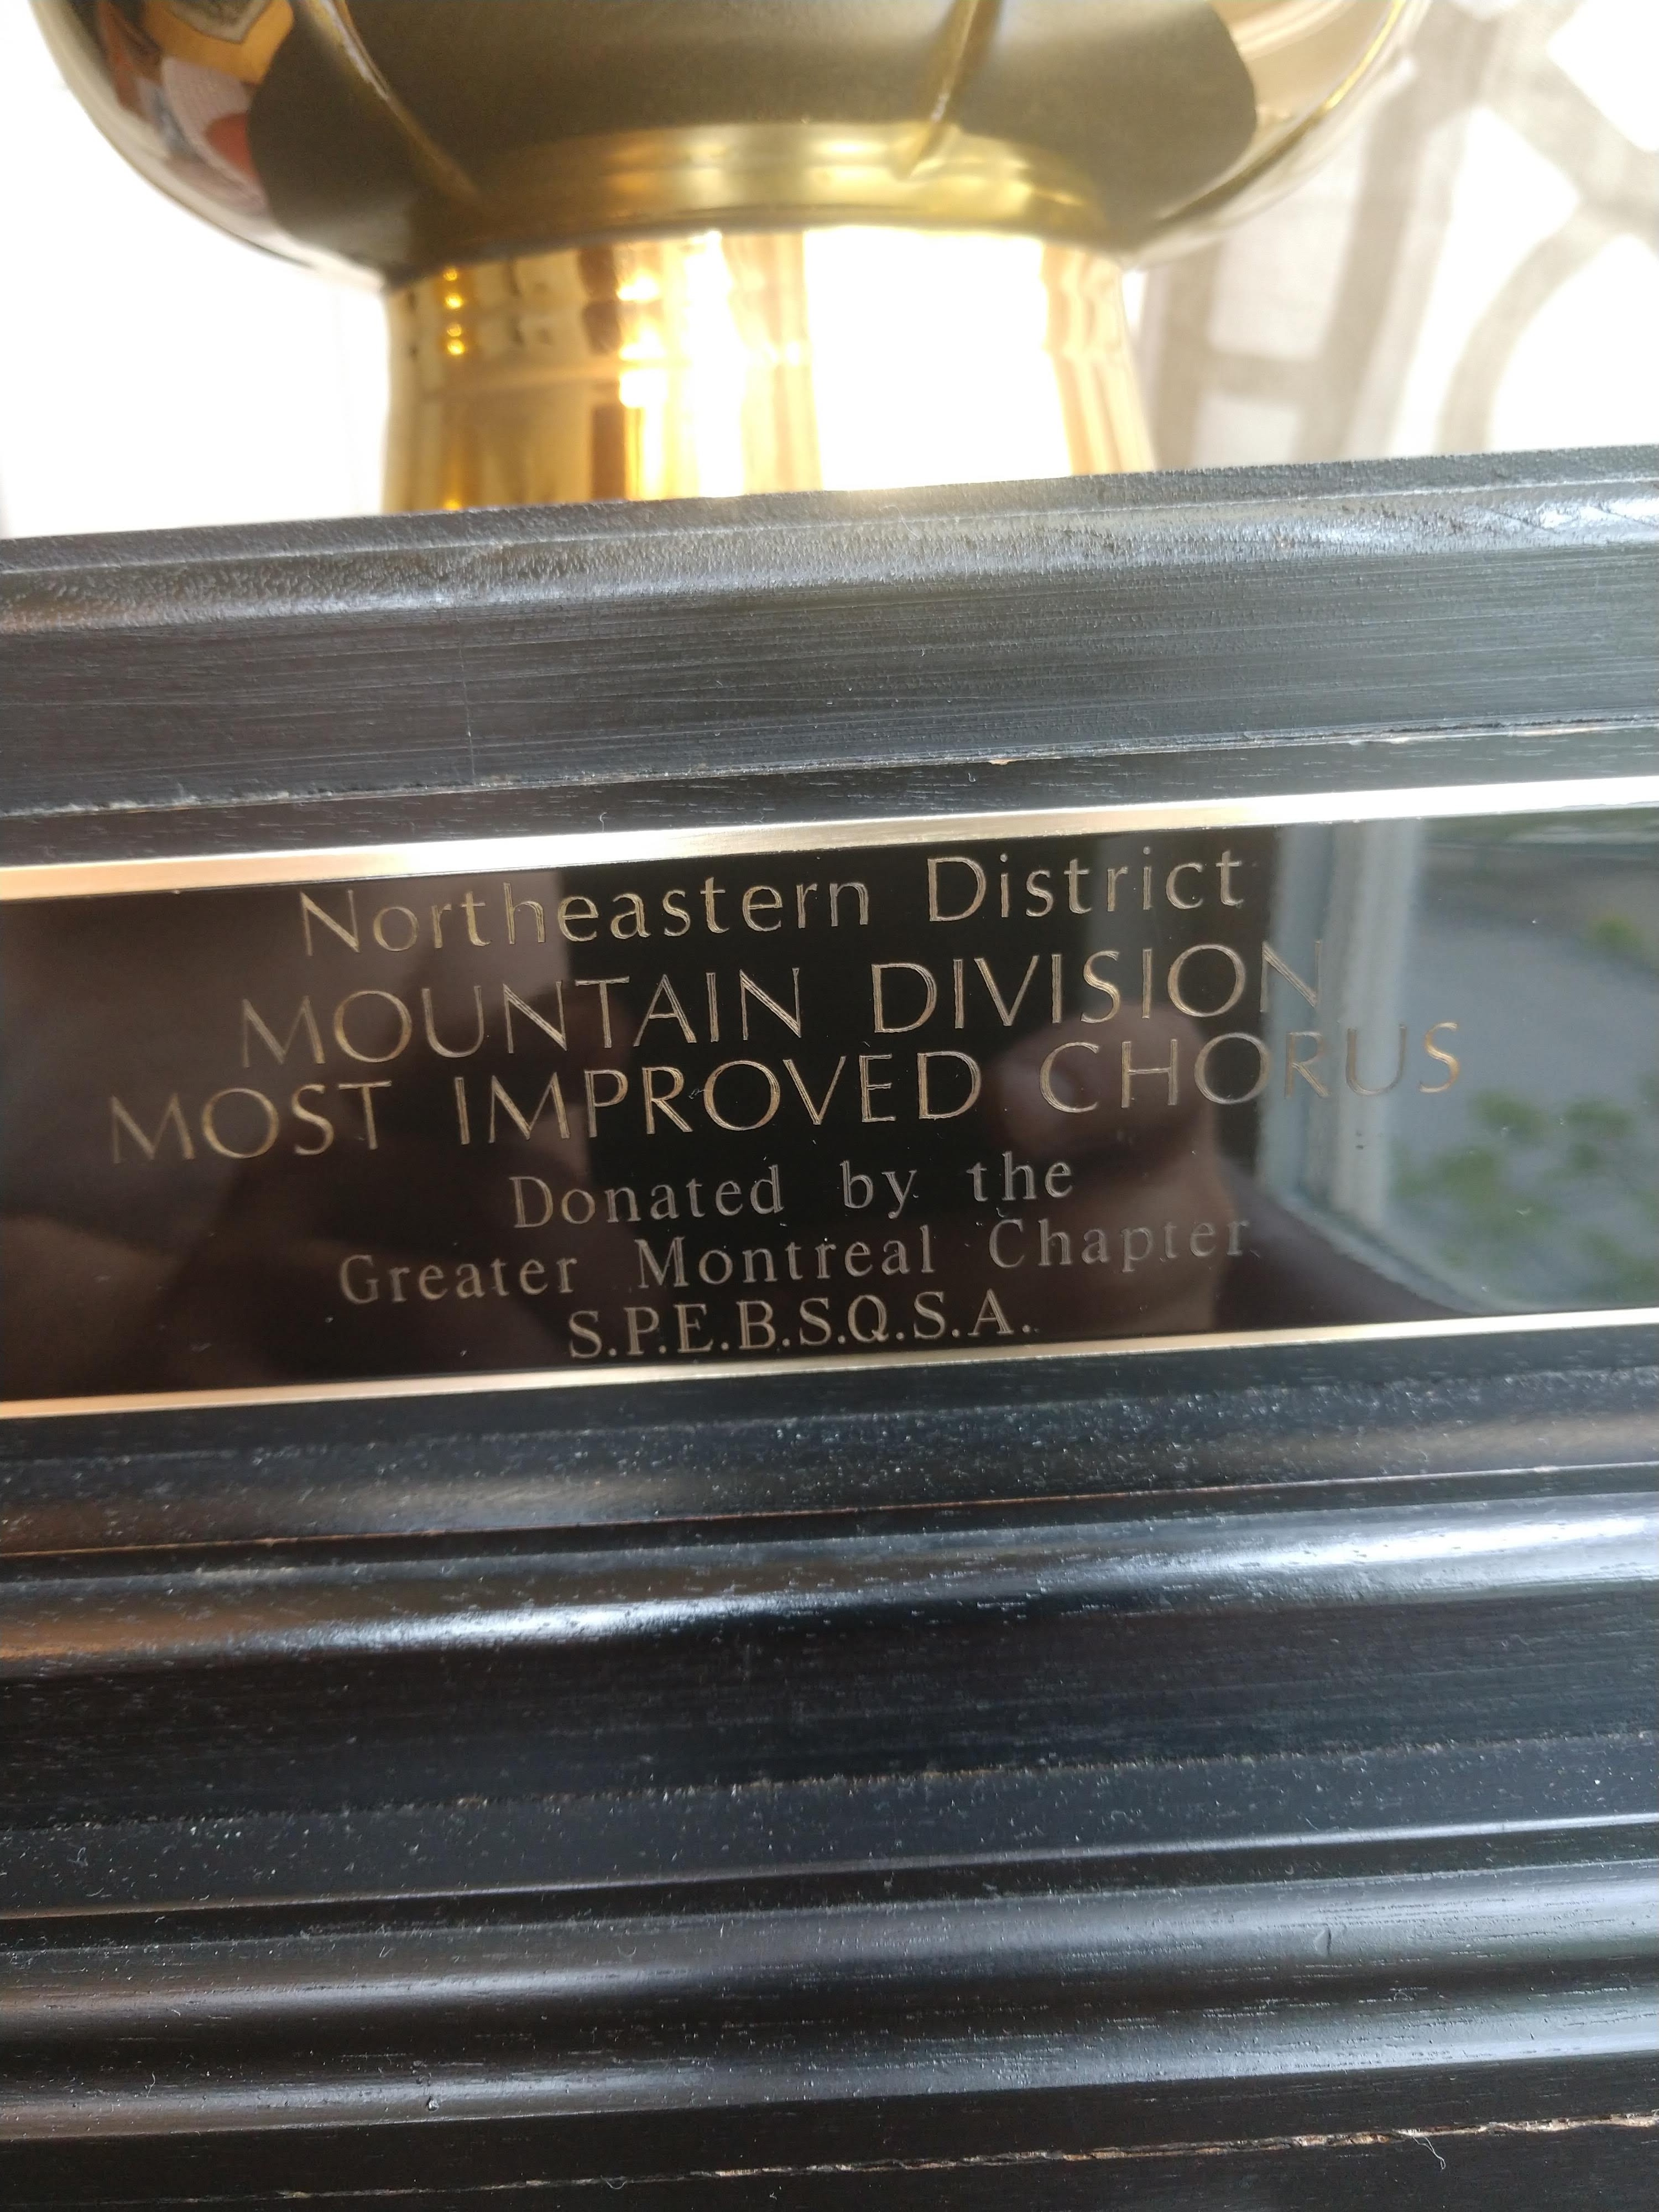 Northeastern District
MOUNTAIN DIVISION
MOST IMPROVED CHORUS
Donated by the
Greater Montreal Chapter
S.P.E.B.S.Q.S.A.